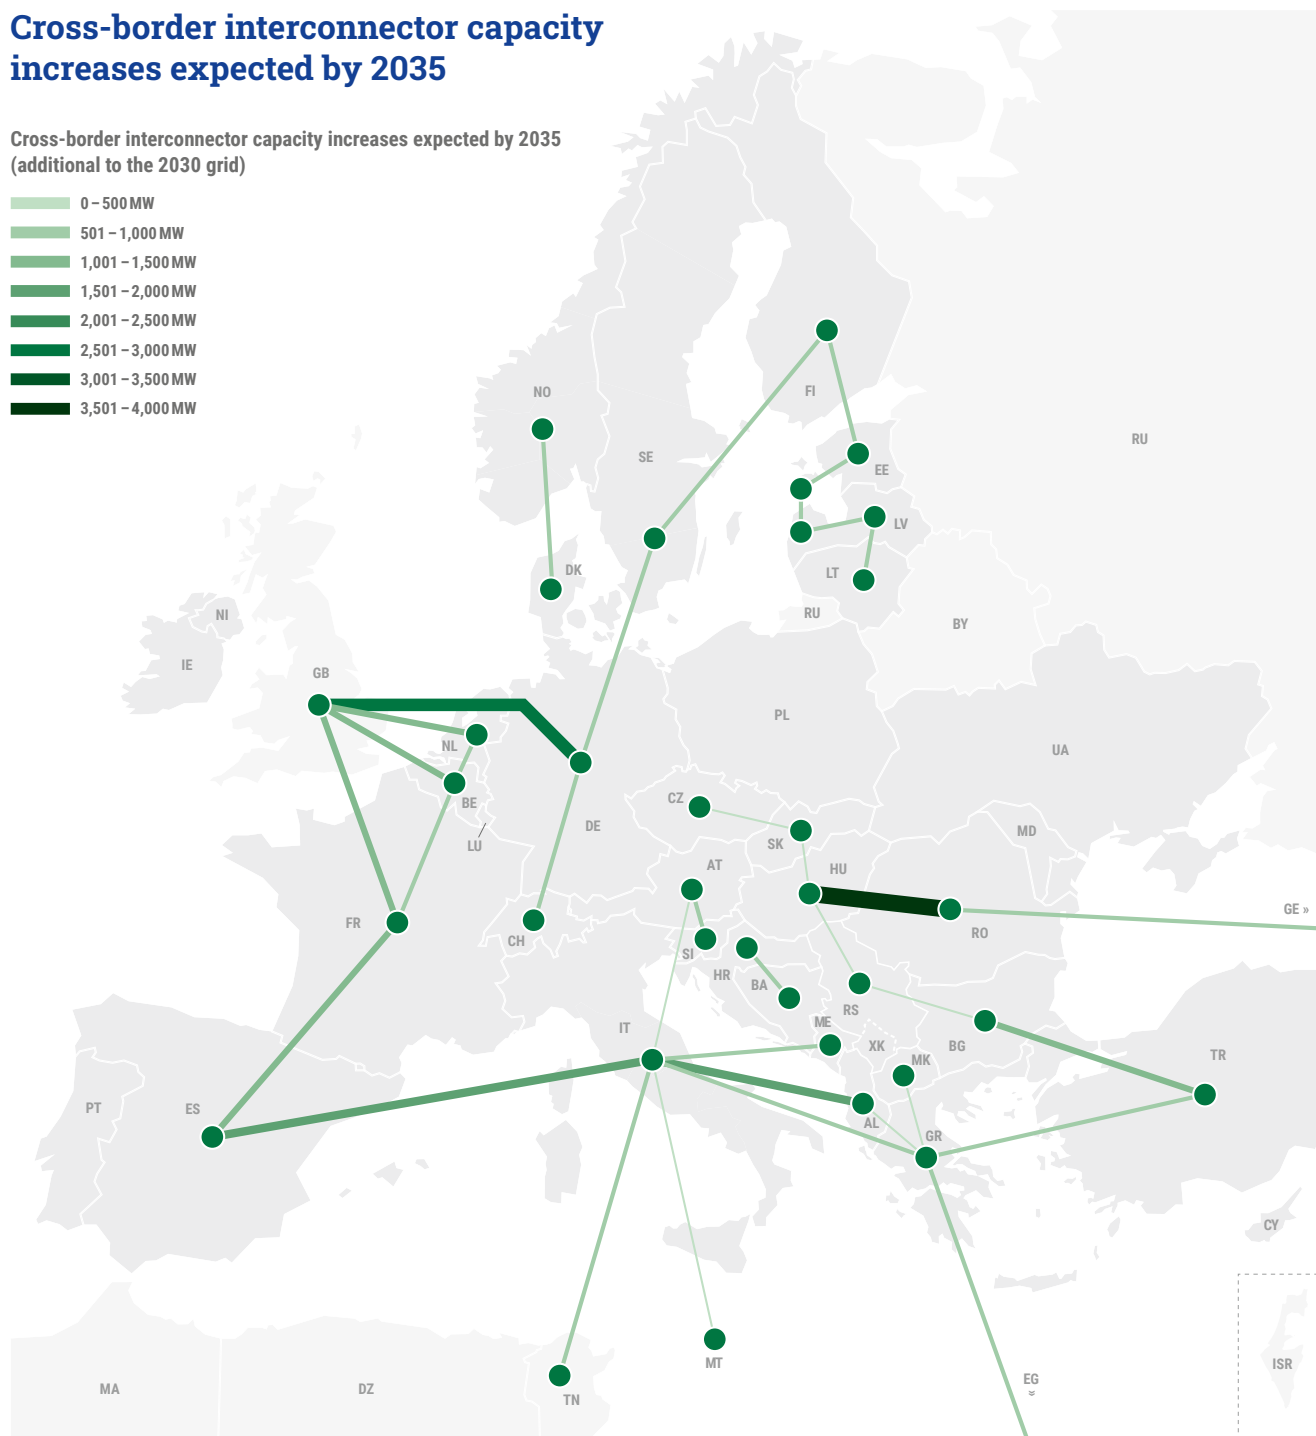 Cross-border interconnector capacity
increases expected by 2035
Cross-border interconnector capacity increases expected by 2035
(additional to the 2030 grid)
0–500 MW
501–1,000 MW
1,001–1,500 MW
1,501–2,000 MW
2,001–2,500 MW
2,501–3,000 MW
3,001–3,500 MW
3,501–4,000 MW
NO
FI
RU
SE
EE
LV
DK
LT
RU
NI
BY
IE
GB
PL
NL
UA
CZ
BE
DE
MD
LU
SK
AT
HU
GE »
FR
RO
CH
SI
HR
BA
RS
ME
IT
XK
BG
TR
MK
PT
ES
AL
GR
CY
MT
ISR
EG
»
MA
DZ
TN